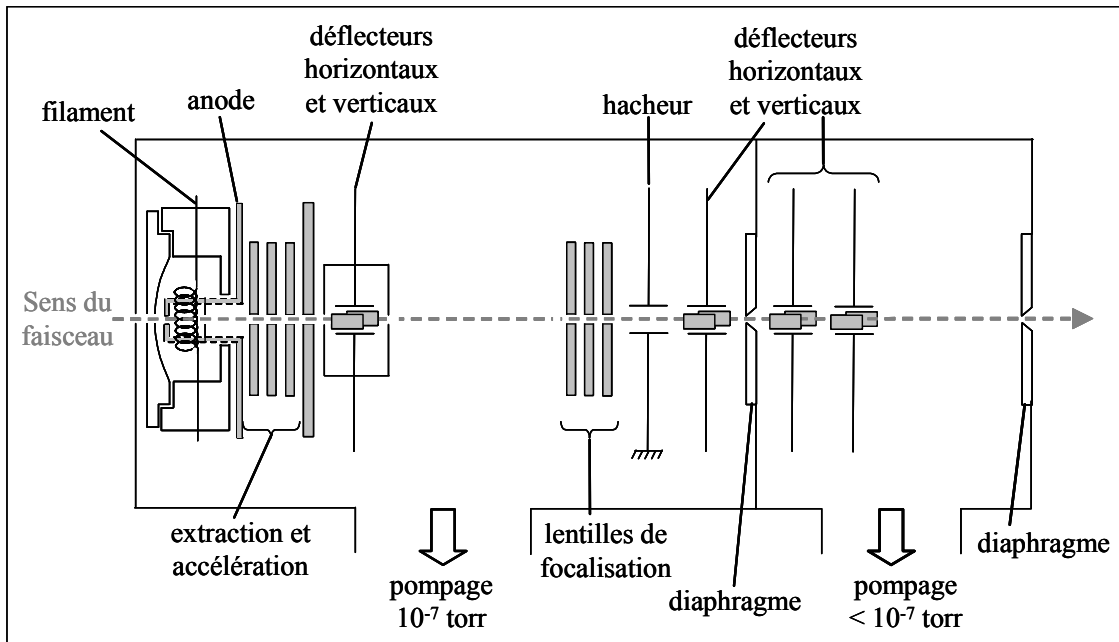 déflecteurs
horizontaux
et verticaux
déflecteurs
horizontaux
et verticaux
filament
anode
hacheur
Sens du
faisceau
extraction et
accélération
lentilles de
focalisation
diaphragme
diaphragme
pompage
10⁻⁷ torr
pompage
< 10⁻⁷ torr